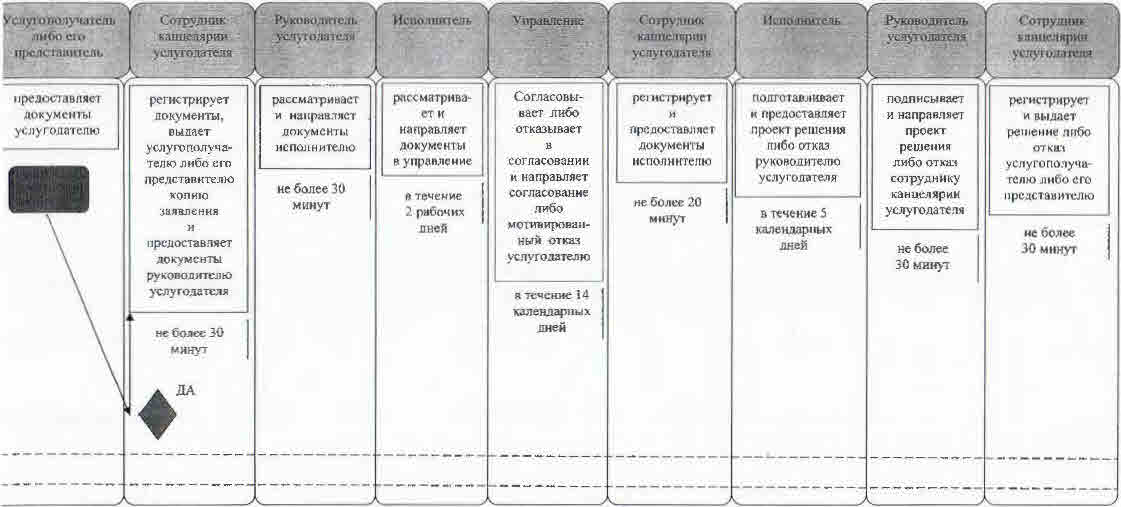 Услугополучатель
либо его
представитель
Сотрудник
канцелярии
услугодателя
Руководитель
услугодателя
Исполнитель
Управление
Сотрудник
канцелярии
услугодателя
Исполнитель
Руководитель
услугодателя
Сотрудник
канцелярии
услугодателя
предоставляет
документы
услугодателю
регистрирует
документы,
выдает
услугополуча-
телю либо его
представителю
копию
заявления
и
предоставляет
документы
руководителю
услугодателя
не более 30
минут
ДА
рассматривает
и направляет
документы
исполнителю
не более 30
минут
рассматрива-
ет и
направляет
документы
в управление
в течение
2 рабочих
дней
Согласовы-
вает либо
отказывает
в
согласовании
и направляет
согласование
либо
мотивирован-
ный отказ
услугодателю
в течение 14
календарных
дней
регистрирует
и
предоставляет
документы
исполнителю
не более 20
минут
подготавливает
и предоставляет
проект решения
либо отказ
руководителю
услугодателя
в течение 5
календарных
дней
подписывает
и направляет
проект
решения
либо отказ
сотруднику
канцелярии
услугодателя
не более
30 минут
регистрирует
и выдает
решение либо
отказ
услугополуча-
телю либо его
представителю
не более
30 минут